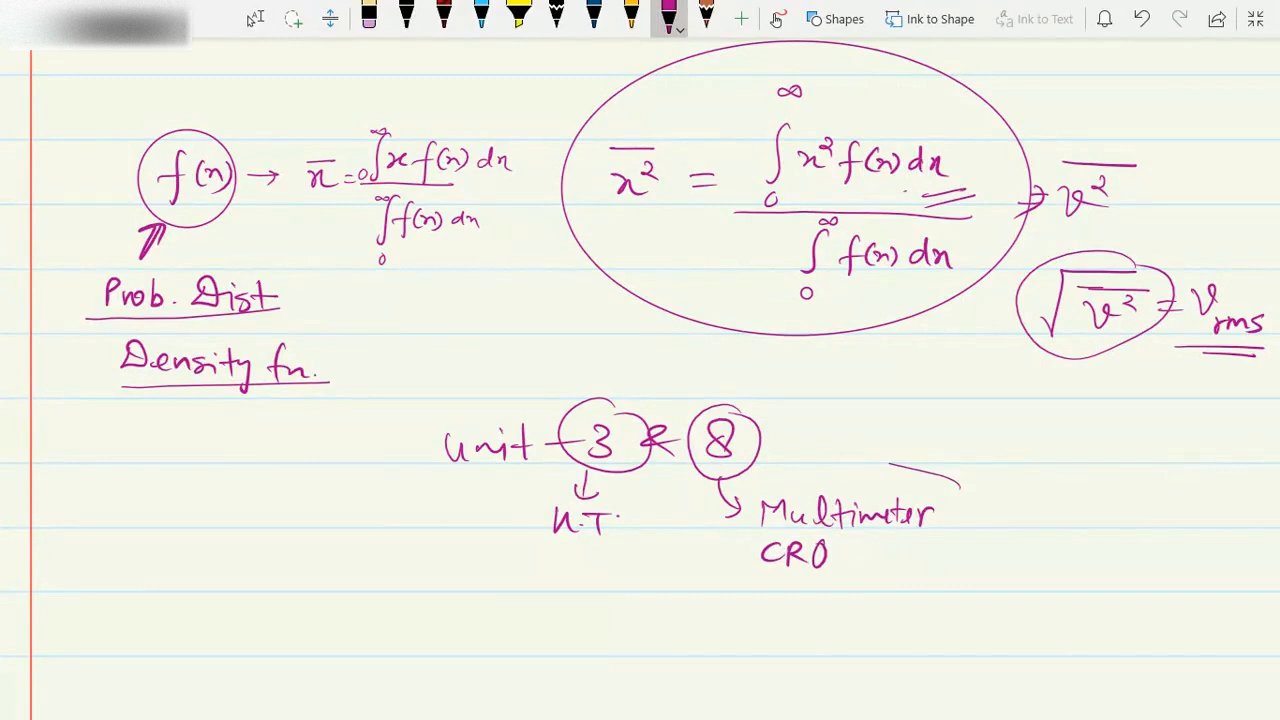 Shapes Ink to Shape Ink to Text
f(x) → x̄ = ∫₀^∞ x f(x) dx / ∫₀^∞ f(x) dx
x̄² = ∫₀^∞ x² f(x) dx / ∫₀^∞ f(x) dx ⇒ v̄²
Prob. Dist
√v̄² = v rms
Density fn.
Unit - 3 & 8
K.T.
Multimeter
CRO